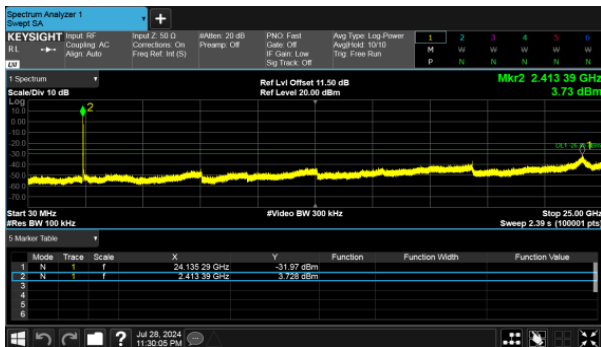 Spectrum Analyzer 1
Swept SA
+
KEYSIGHT Input: RF Input Z: 50 Ω #Atten: 20 dB PNO: Fast Avg Type: Log-Power 1 2 3 4 5 6
RL Coupling: AC Corrections: On Preamp: Off Gate: Off Avg|Hold: 10/10 M W W W W W
Align: Auto Freq Ref: Int (S) IF Gain: Low Trig: Free Run
Sig Track: Off P N N N N N
LXI
1 Spectrum Ref Lvl Offset 11.50 dB Mkr2 2.413 39 GHz
Scale/Div 10 dB Ref Level 20.00 dBm 3.73 dBm
Log
10.0
0.00
-10.0
-20.0
-30.0
-40.0
-50.0
-60.0
-70.0
2
1
Start 30 MHz #Video BW 300 kHz Stop 25.00 GHz
#Res BW 100 kHz Sweep 2.39 s (100001 pts)
5 Marker Table
Mode Trace Scale X Y Function Function Width Function Value
1 N 1 f 24.135 29 GHz -31.97 dBm
2 N 1 f 2.413 39 GHz 3.728 dBm
3
4
5
6
? Jul 28, 2024
11:30:05 PM